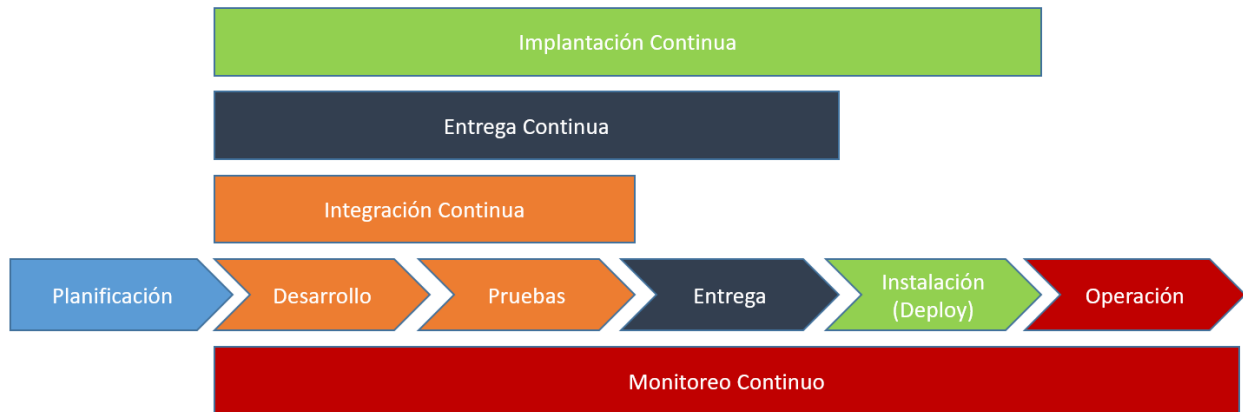 Implantación Continua
Entrega Continua
Integración Continua
Planificación
Desarrollo
Pruebas
Entrega
Instalación
(Deploy)
Operación
Monitoreo Continuo